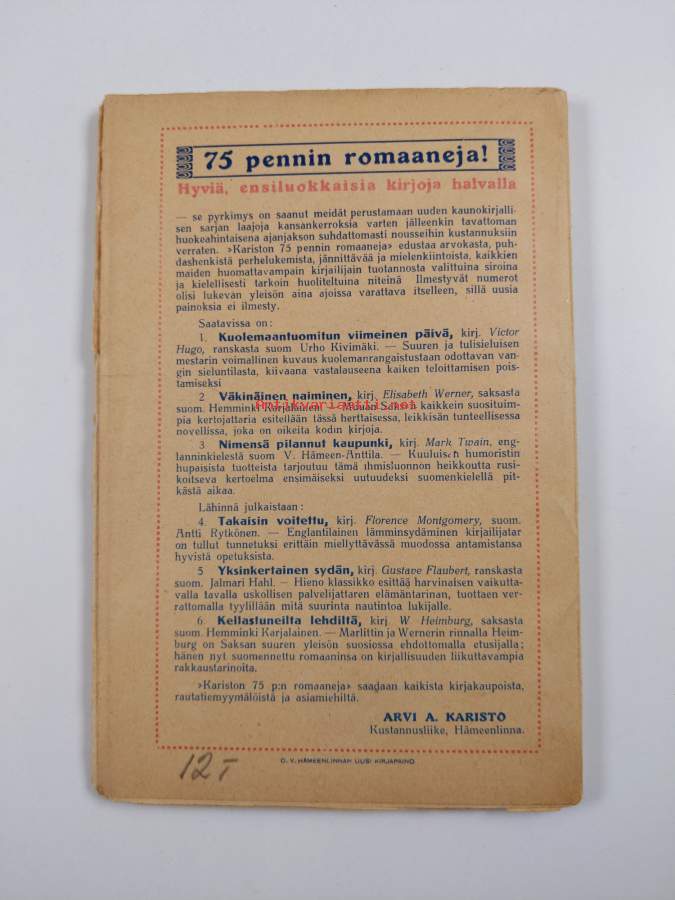 75 pennin romaaneja!
Hyviä, ensiluokkaisia kirjoja halvalla
— se pyrkimys on saanut meidät perustamaan uuden kaunokirjalli-
sen sarjan laajoja kansankerroksia varten jälleenkin tavattoman
huokeahintaisena ajanjakson suhdattomasti nousseihin kustannuksiin
verraten. »Kariston 75 pennin romaaneja» edustaa arvokasta, puh-
dashenkistä perhelukemista, jännittävää ja mielenkiintoista, kaikkien
maiden huomattavampain kirjailijain tuotannosta valittuina siroina
ja kielellisesti tarkoin huoliteltuina niteinä Ilmestyvät numerot
olisi lukevan yleisön aina ajoissa varattava itselleen, sillä uusia
painoksia ei ilmesty.
Saatavissa on:
1. Kuolemaantuomitun viimeinen päivä, kirj. Victor
Hugo, ranskasta suom Urho Kivimäki. — Suuren ja tulisieluisen
mestarin voimallinen kuvaus kuolemanrangaistustaan odottavan van-
gin sieluntilasta, kiivaana vastalauseena kaiken teloittamisen pois-
tamiseksi
2 Väkinäinen naiminen, kirj. Elisabeth Werner, saksasta
suom. Hemminki Karjalainen — Muuan Saksan kaikkein suosituim-
pia kertojattaria esitellään tässä herttaisessa, leikkisän tunteellisessa
novellissa, joka on oikeita kodin kirjoja.
Antikvariaatti.net
3 Nimensä pilannut kaupunki, kirj. Mark Twain, eng-
lanninkielestä suom V. Hämeen-Anttila. — Kuuluisan humoristin
hupaisista tuotteista tarjoutuu tämä ihmisluonnon heikkoutta rusi-
koitseva kertoelma ensimäiseksi uutuudeksi suomenkielellä pit-
kästä aikaa.
Lähinnä julkaistaan:
4. Takaisin voitettu, kirj. Florence Montgomery, suom.
Antti Rytkönen. — Englantilainen lämminsydäminen kirjailijatar
on tullut tunnetuksi erittäin miellyttävässä muodossa antamistansa
hyvistä opetuksista.
5 Yksinkertainen sydän, kirj. Gustave Flaubert, ranskasta
suom. Jalmari Hahl. — Hieno klassikko esittää harvinaisen vaikutta-
valla tavalla uskollisen palvelijattaren elämäntarinan, tuottaen ver-
rattomalla tyylillään mitä suurinta nautintoa lukijalle.
6. Kellastuneilta lehdiltä, kirj. W Heimburg, saksasta
suom. Hemminki Karjalainen. — Marlittin ja Wernerin rinnalla Heim-
burg on Saksan suuren yleisön suosiossa ehdottomalla etusijalla;
hänen nyt suomennettu romaaninsa on kirjallisuuden liikuttavampia
rakkaustarinoita.
»Kariston 75 p:n romaaneja» saadaan kaikista kirjakaupoista,
rautatiemyymälöistä ja asiamiehiltä.
ARVI A. KARISTO
Kustannusliike, Hämeenlinna.
O. Y. HÄMEENLINNAN UUSI KIRJAPAINO
12